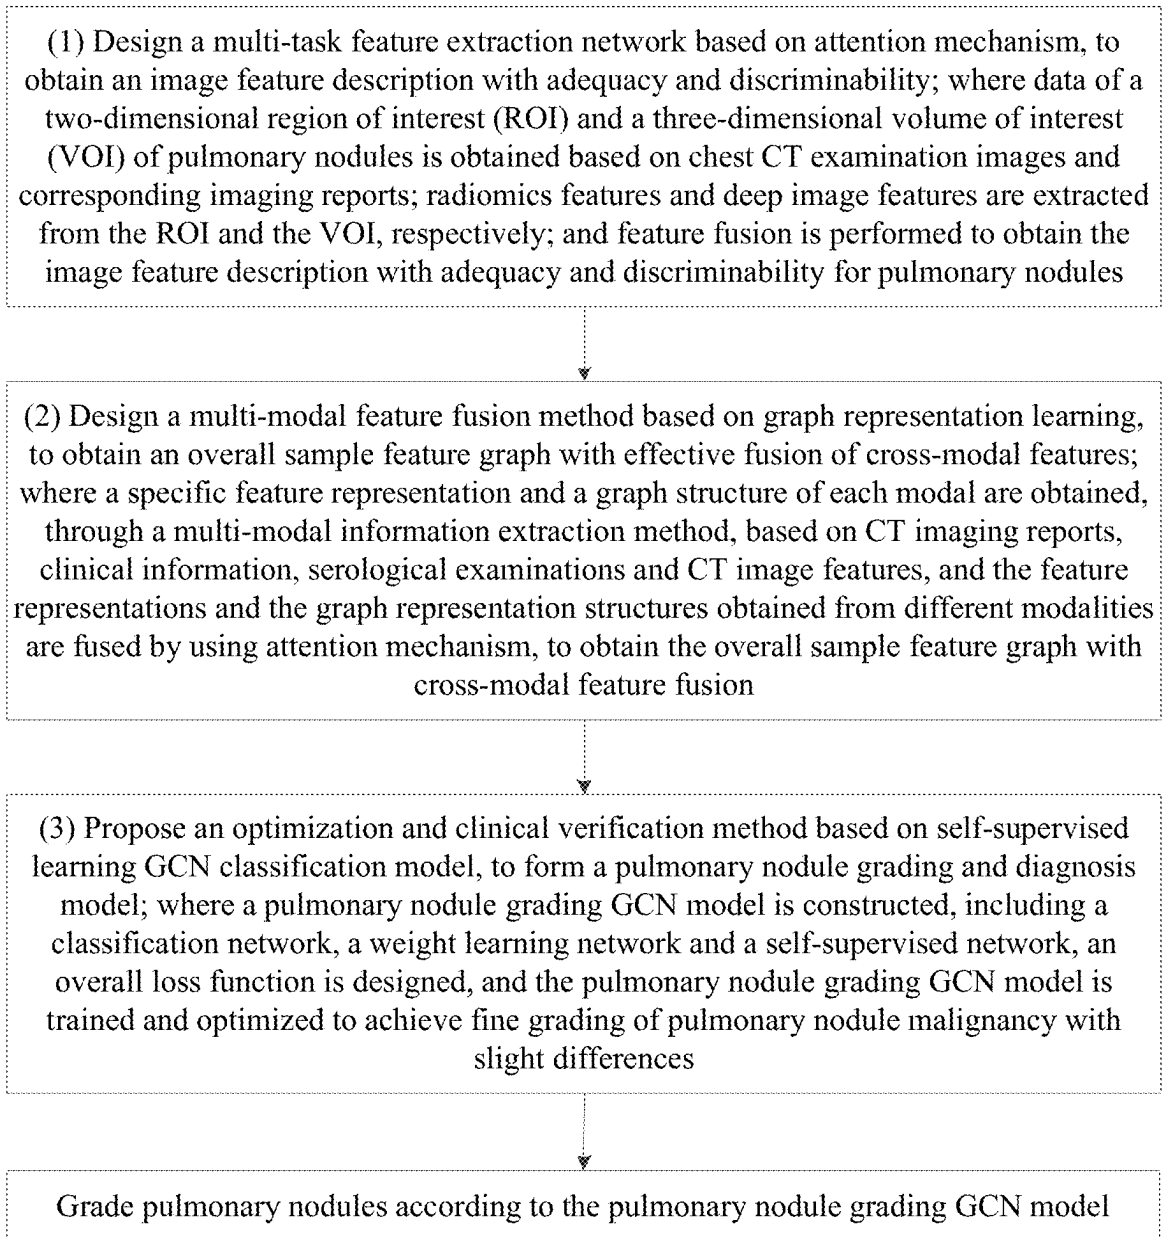 (1) Design a multi-task feature extraction network based on attention mechanism, to
obtain an image feature description with adequacy and discriminability; where data of a
two-dimensional region of interest (ROI) and a three-dimensional volume of interest
(VOI) of pulmonary nodules is obtained based on chest CT examination images and
corresponding imaging reports; radiomics features and deep image features are extracted
from the ROI and the VOI, respectively; and feature fusion is performed to obtain the
image feature description with adequacy and discriminability for pulmonary nodules
(2) Design a multi-modal feature fusion method based on graph representation learning,
to obtain an overall sample feature graph with effective fusion of cross-modal features;
where a specific feature representation and a graph structure of each modal are obtained,
through a multi-modal information extraction method, based on CT imaging reports,
clinical information, serological examinations and CT image features, and the feature
representations and the graph representation structures obtained from different modalities
are fused by using attention mechanism, to obtain the overall sample feature graph with
cross-modal feature fusion
(3) Propose an optimization and clinical verification method based on self-supervised
learning GCN classification model, to form a pulmonary nodule grading and diagnosis
model; where a pulmonary nodule grading GCN model is constructed, including a
classification network, a weight learning network and a self-supervised network, an
overall loss function is designed, and the pulmonary nodule grading GCN model is
trained and optimized to achieve fine grading of pulmonary nodule malignancy with
slight differences
Grade pulmonary nodules according to the pulmonary nodule grading GCN model